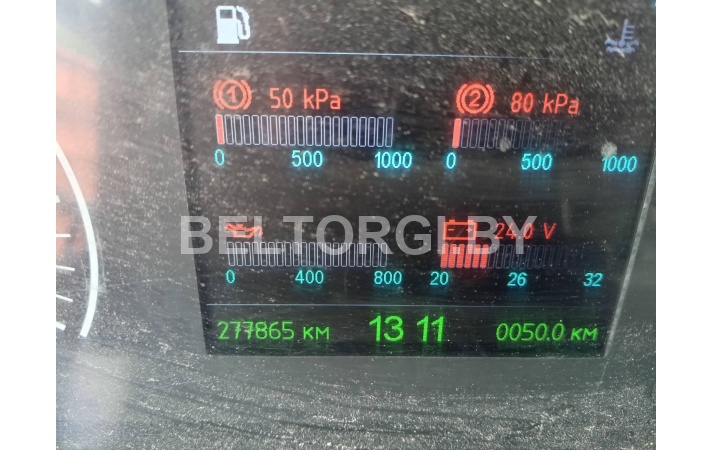 1 50 kPa 2 80 kPa
0 500 1000 0 500 1000
BELTORGI.BY
24.0 V
0 400 800 20 26 32
277865 км 13 11 0050.0 км